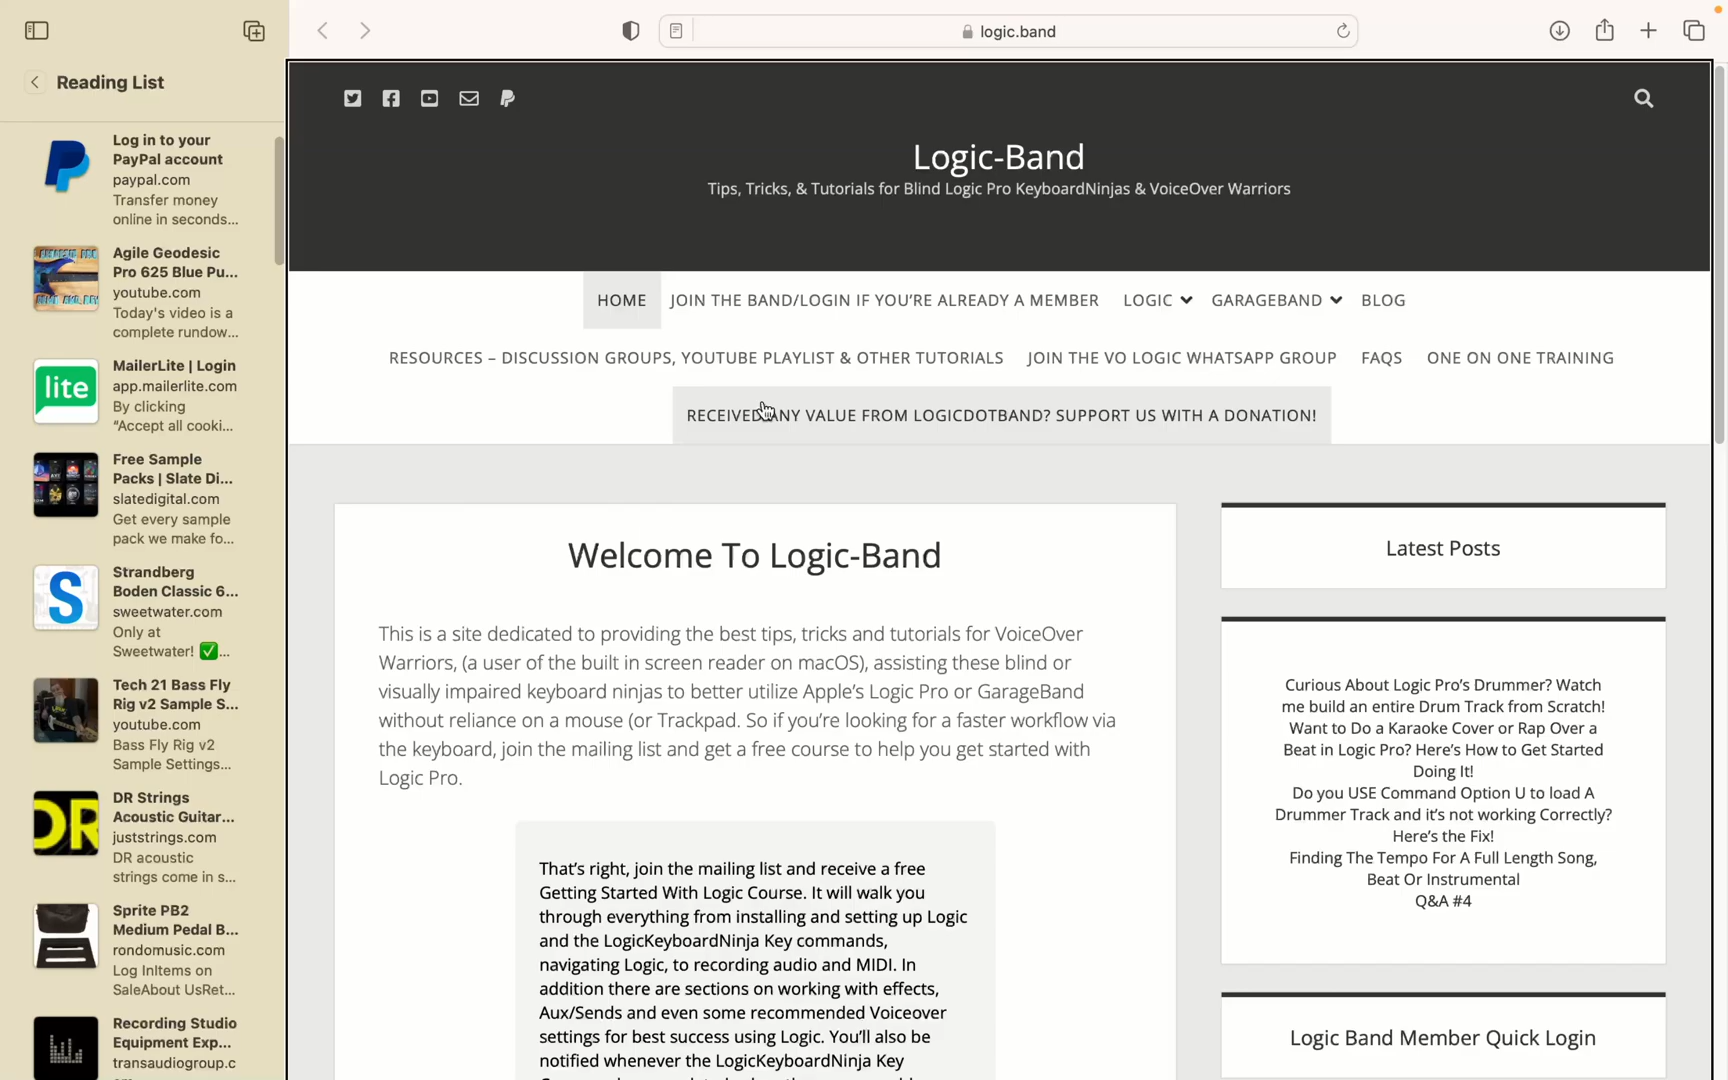 logic.band
Reading List
Log in to your
PayPal account
paypal.com
Transfer money
online in seconds...
Agile Geodesic
Pro 625 Blue Pu...
youtube.com
Today's video is a
complete rundow...
lite
MailerLite | Login
app.mailerlite.com
By clicking
“Accept all cooki...
Free Sample
Packs | Slate Di...
slatedigital.com
Get every sample
pack we make fo...
S
Strandberg
Boden Classic 6...
sweetwater.com
Only at
Sweetwater! ✅...
Tech 21 Bass Fly
Rig v2 Sample S...
youtube.com
Bass Fly Rig v2
Sample Settings...
DR
DR Strings
Acoustic Guitar...
juststrings.com
DR acoustic
strings come in s...
Sprite PB2
Medium Pedal B...
rondomusic.com
Log InItems on
SaleAbout UsRet...
Recording Studio
Equipment Exp...
transaudiogroup.c
Logic-Band
Tips, Tricks, & Tutorials for Blind Logic Pro KeyboardNinjas & VoiceOver Warriors
HOME JOIN THE BAND/LOGIN IF YOU’RE ALREADY A MEMBER LOGIC GARAGEBAND BLOG
RESOURCES – DISCUSSION GROUPS, YOUTUBE PLAYLIST & OTHER TUTORIALS JOIN THE VO LOGIC WHATSAPP GROUP FAQS ONE ON ONE TRAINING
RECEIVED ANY VALUE FROM LOGICDOTBAND? SUPPORT US WITH A DONATION!
Welcome To Logic-Band
This is a site dedicated to providing the best tips, tricks and tutorials for VoiceOver
Warriors, (a user of the built in screen reader on macOS), assisting these blind or
visually impaired keyboard ninjas to better utilize Apple’s Logic Pro or GarageBand
without reliance on a mouse (or Trackpad. So if you’re looking for a faster workflow via
the keyboard, join the mailing list and get a free course to help you get started with
Logic Pro.
That’s right, join the mailing list and receive a free
Getting Started With Logic Course. It will walk you
through everything from installing and setting up Logic
and the LogicKeyboardNinja Key commands,
navigating Logic, to recording audio and MIDI. In
addition there are sections on working with effects,
Aux/Sends and even some recommended Voiceover
settings for best success using Logic. You’ll also be
notified whenever the LogicKeyboardNinja Key
Latest Posts
Curious About Logic Pro’s Drummer? Watch
me build an entire Drum Track from Scratch!
Want to Do a Karaoke Cover or Rap Over a
Beat in Logic Pro? Here’s How to Get Started
Doing It!
Do you USE Command Option U to load A
Drummer Track and it’s not working Correctly?
Here’s the Fix!
Finding The Tempo For A Full Length Song,
Beat Or Instrumental
Q&A #4
Logic Band Member Quick Login